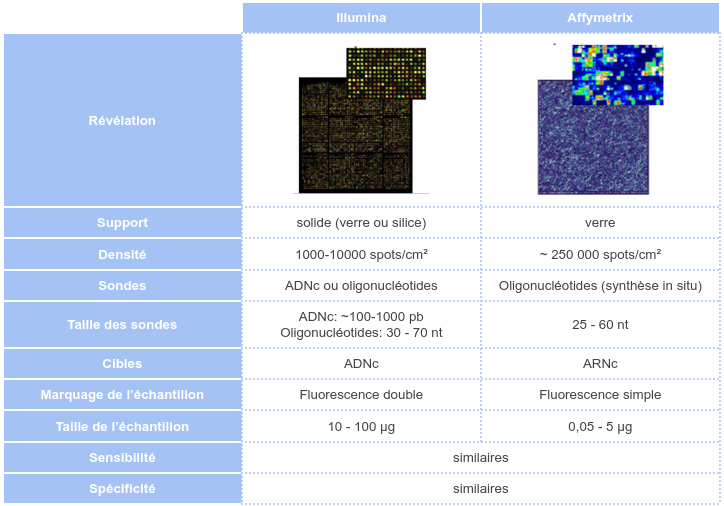 Illumina Affymetrix
Révélation
Support solide (verre ou silice) verre
Densité 1000-10000 spots/cm² ~ 250 000 spots/cm²
Sondes ADNc ou oligonucléotides Oligonucléotides (synthèse in situ)
Taille des sondes ADNc: ~100-1000 pb
Oligonucléotides: 30 - 70 nt 25 - 60 nt
Cibles ADNc ARNc
Marquage de l'échantillon Fluorescence double Fluorescence simple
Taille de l'échantillon 10 - 100 µg 0,05 - 5 µg
Sensibilité similaires
Spécificité similaires